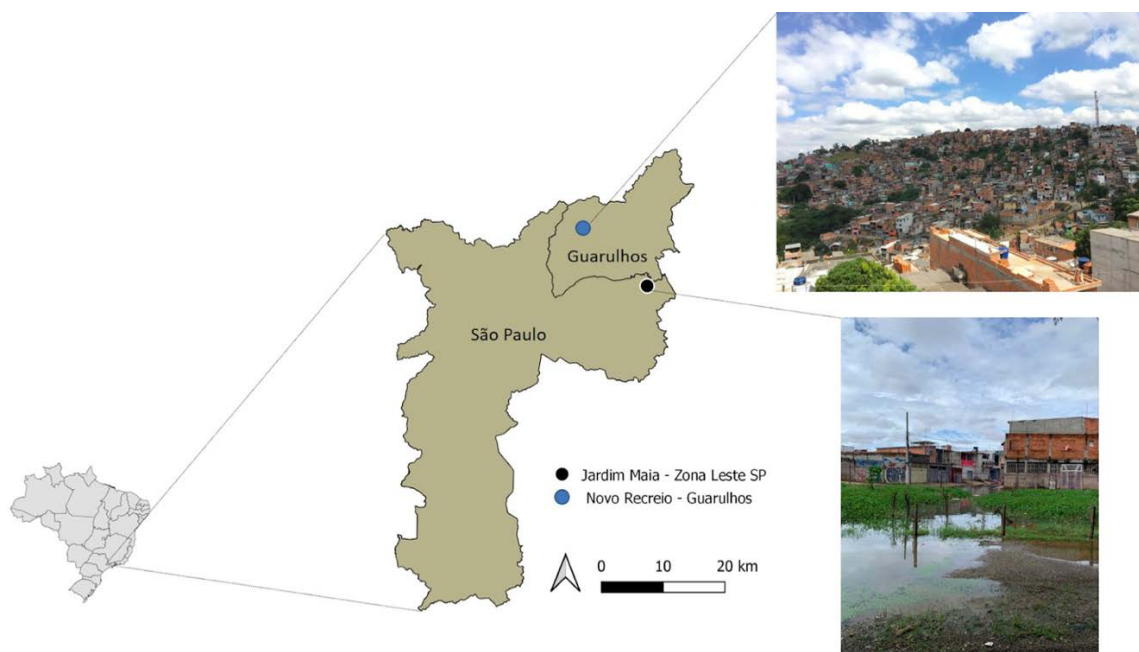 Guarulhos
São Paulo
Jardim Maia - Zona Leste SP
Novo Recreio - Guarulhos
0 10 20 km